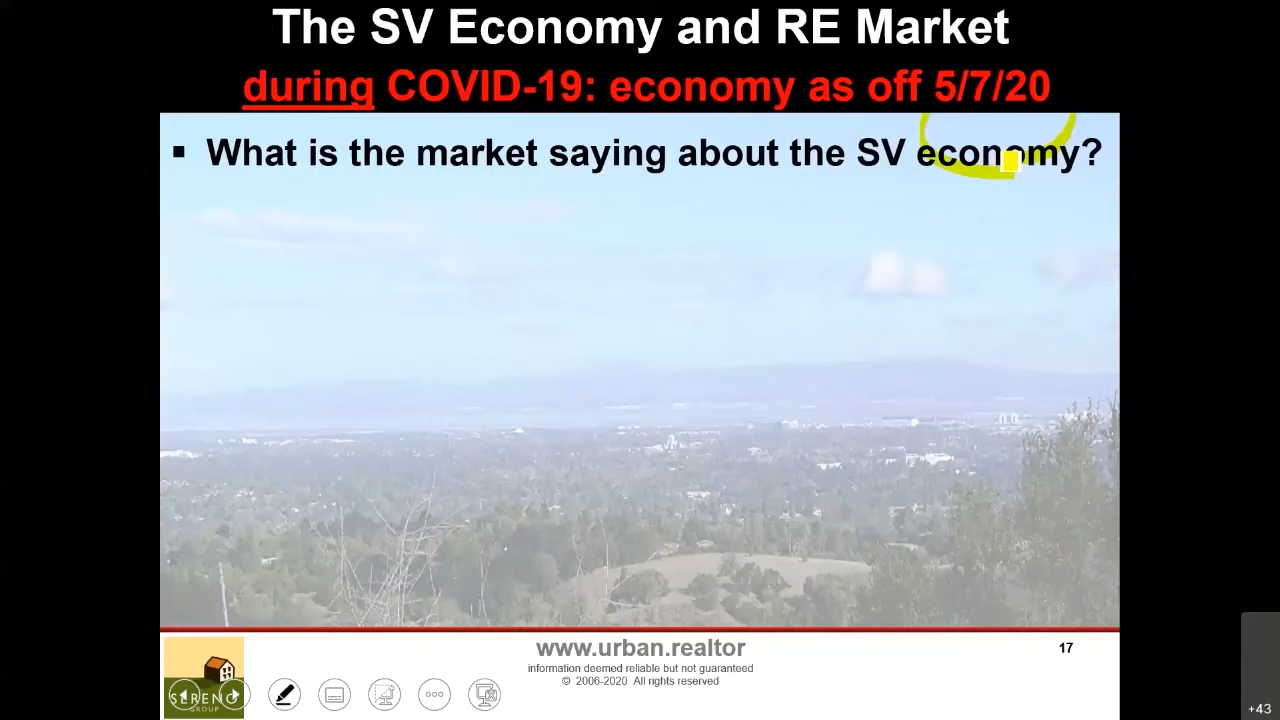 The SV Economy and RE Market
during COVID-19: economy as off 5/7/20
▪ What is the market saying about the SV economy?
www.urban.realtor
17
information deemed reliable but not guaranteed
© 2006-2020 All rights reserved
SERENO
GROUP
+43